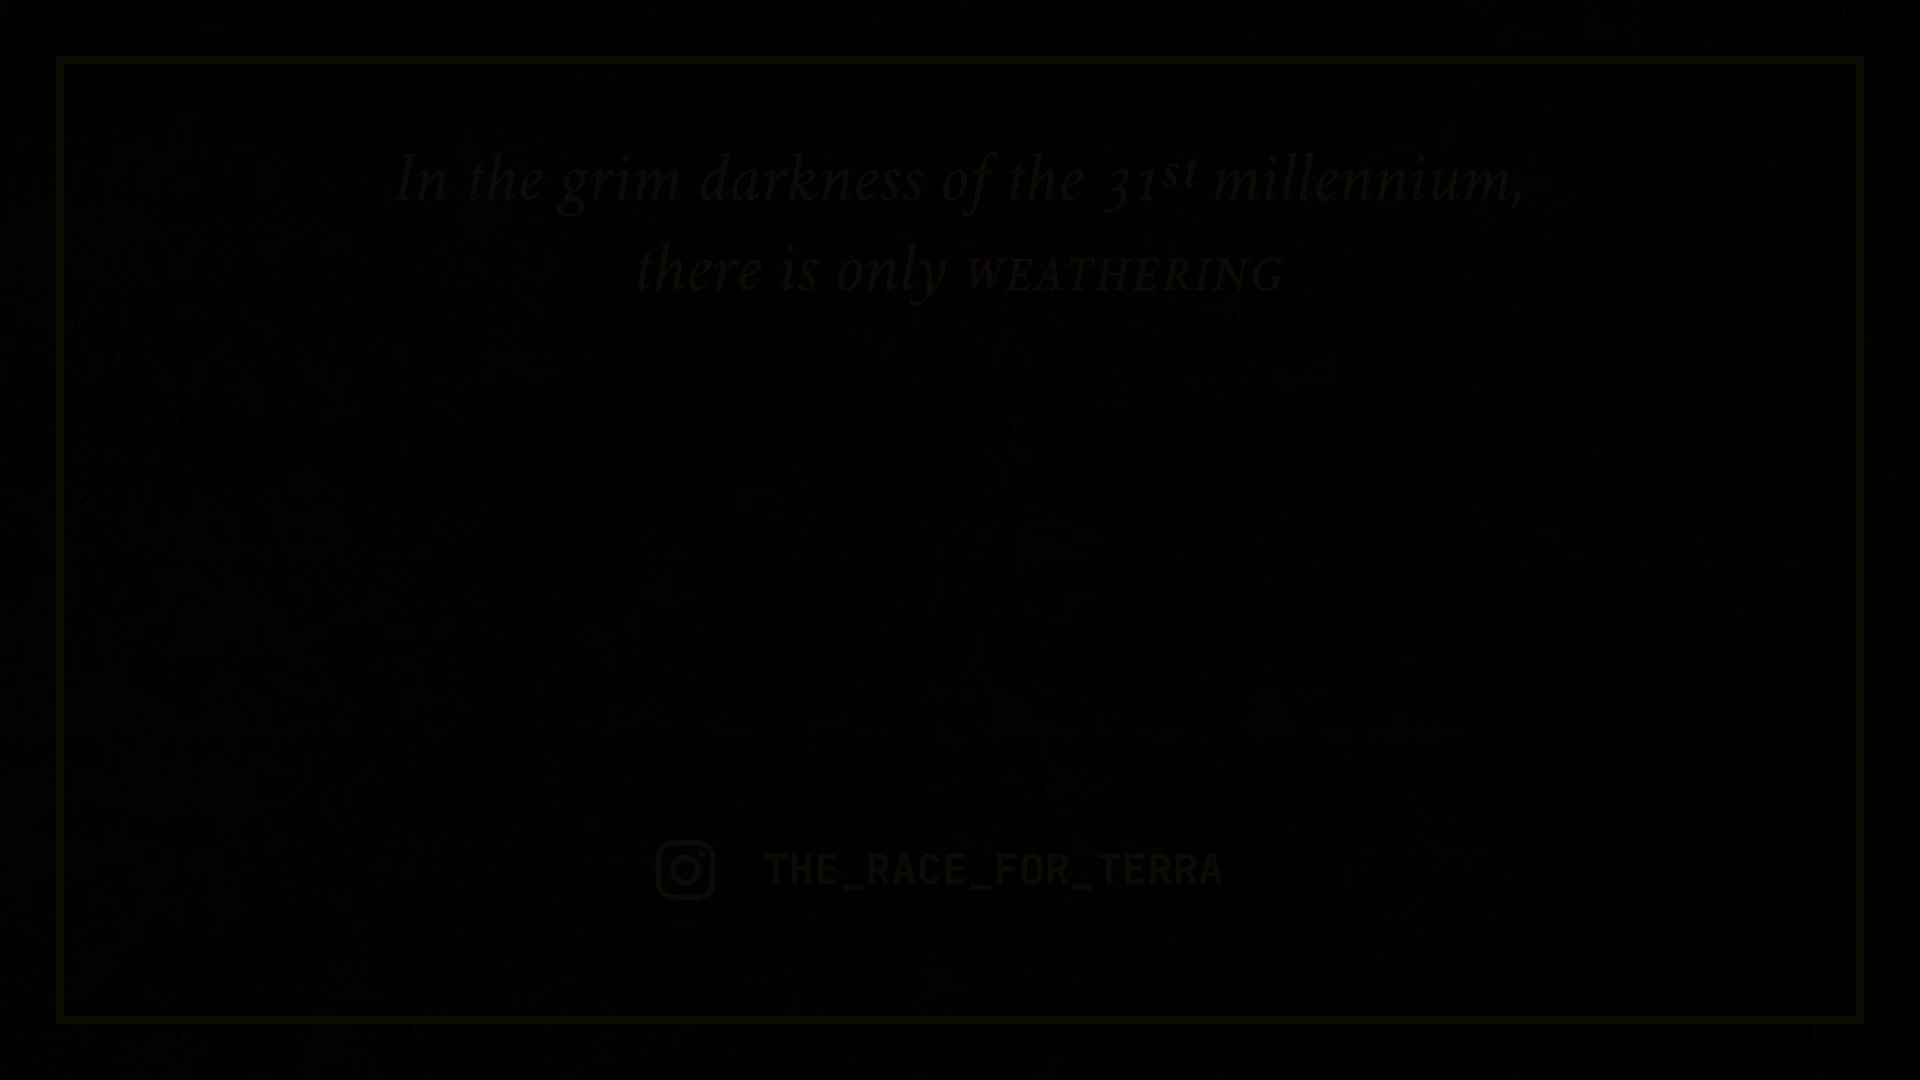 In the grim darkness of the 31st millennium,
there is only WEATHERING
THE_RACE_FOR_TERRA